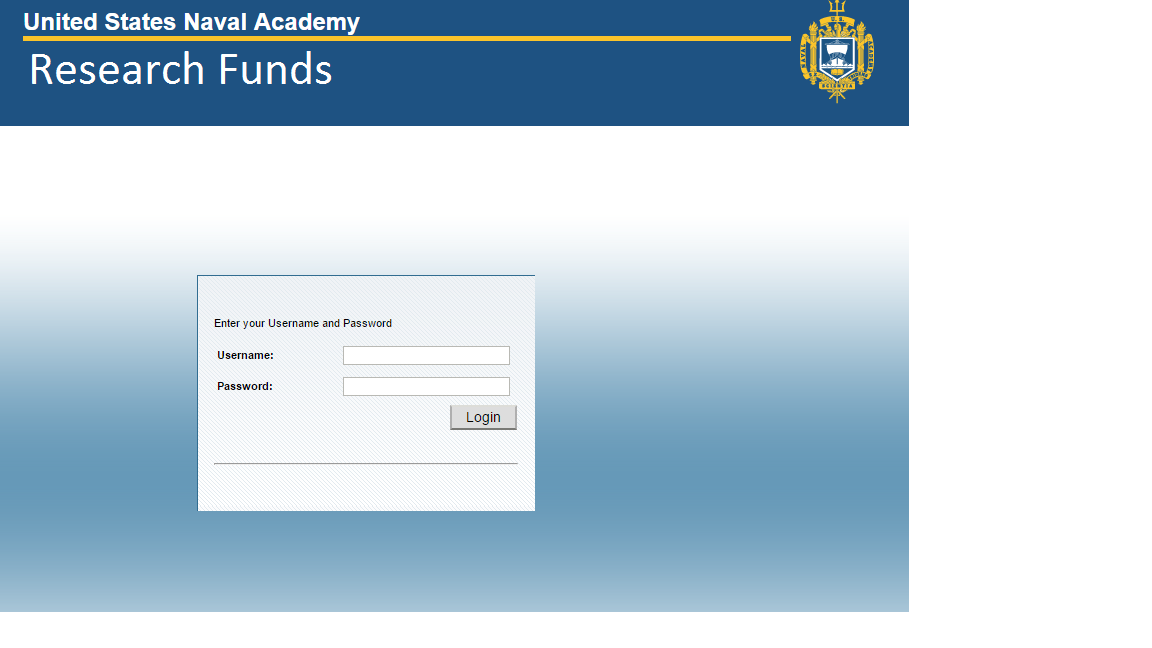 United States Naval Academy
Research Funds
Enter your Username and Password
Username:
Password:
Login